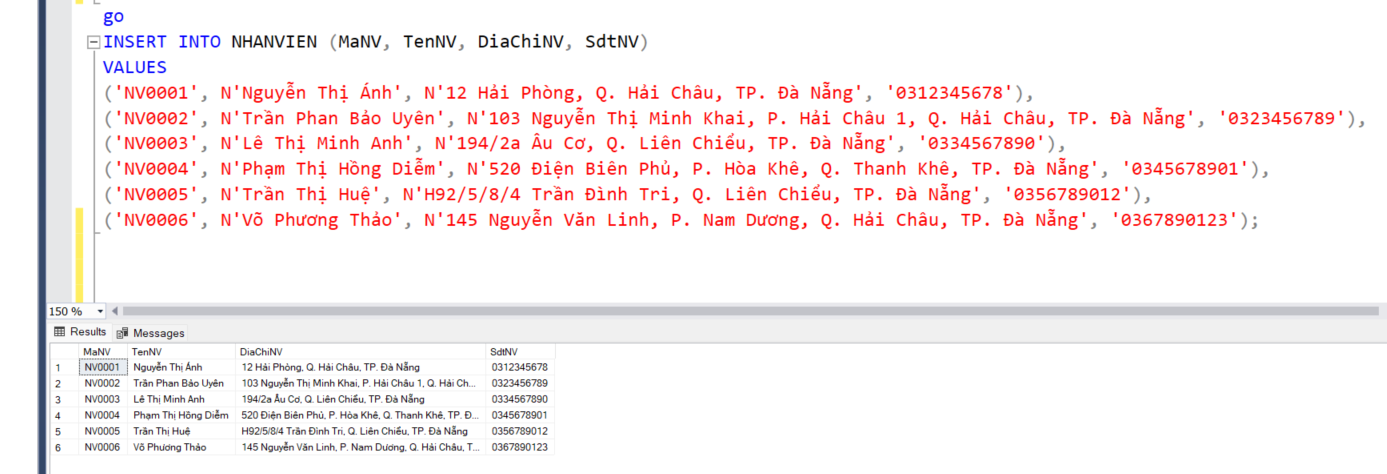 go
INSERT INTO NHANVIEN (MaNV, TenNV, DiaChiNV, SdtNV)
VALUES
('NV0001', N'Nguyễn Thị Ánh', N'12 Hải Phòng, Q. Hải Châu, TP. Đà Nẵng', '0312345678'),
('NV0002', N'Trần Phan Bảo Uyên', N'103 Nguyễn Thị Minh Khai, P. Hải Châu 1, Q. Hải Châu, TP. Đà Nẵng', '0323456789'),
('NV0003', N'Lê Thị Minh Anh', N'194/2a Âu Cơ, Q. Liên Chiểu, TP. Đà Nẵng', '0334567890'),
('NV0004', N'Phạm Thị Hồng Diễm', N'520 Điện Biên Phủ, P. Hòa Khê, Q. Thanh Khê, TP. Đà Nẵng', '0345678901'),
('NV0005', N'Trần Thị Huệ', N'H92/5/8/4 Trần Đình Tri, Q. Liên Chiểu, TP. Đà Nẵng', '0356789012'),
('NV0006', N'Võ Phương Thảo', N'145 Nguyễn Văn Linh, P. Nam Dương, Q. Hải Châu, TP. Đà Nẵng', '0367890123');
150 %
Results Messages
MaNV TenNV DiaChiNV SdtNV
1 NV0001 Nguyễn Thị Ánh 12 Hải Phòng, Q. Hải Châu, TP. Đà Nẵng 0312345678
2 NV0002 Trần Phan Bảo Uyên 103 Nguyễn Thị Minh Khai, P. Hải Châu 1, Q. Hải Ch... 0323456789
3 NV0003 Lê Thị Minh Anh 194/2a Âu Cơ, Q. Liên Chiểu, TP. Đà Nẵng 0334567890
4 NV0004 Phạm Thị Hồng Diễm 520 Điện Biên Phủ, P. Hòa Khê, Q. Thanh Khê, TP. Đ... 0345678901
5 NV0005 Trần Thị Huệ H92/5/8/4 Trần Đình Tri, Q. Liên Chiểu, TP. Đà Nẵng 0356789012
6 NV0006 Võ Phương Thảo 145 Nguyễn Văn Linh, P. Nam Dương, Q. Hải Châu, T... 0367890123